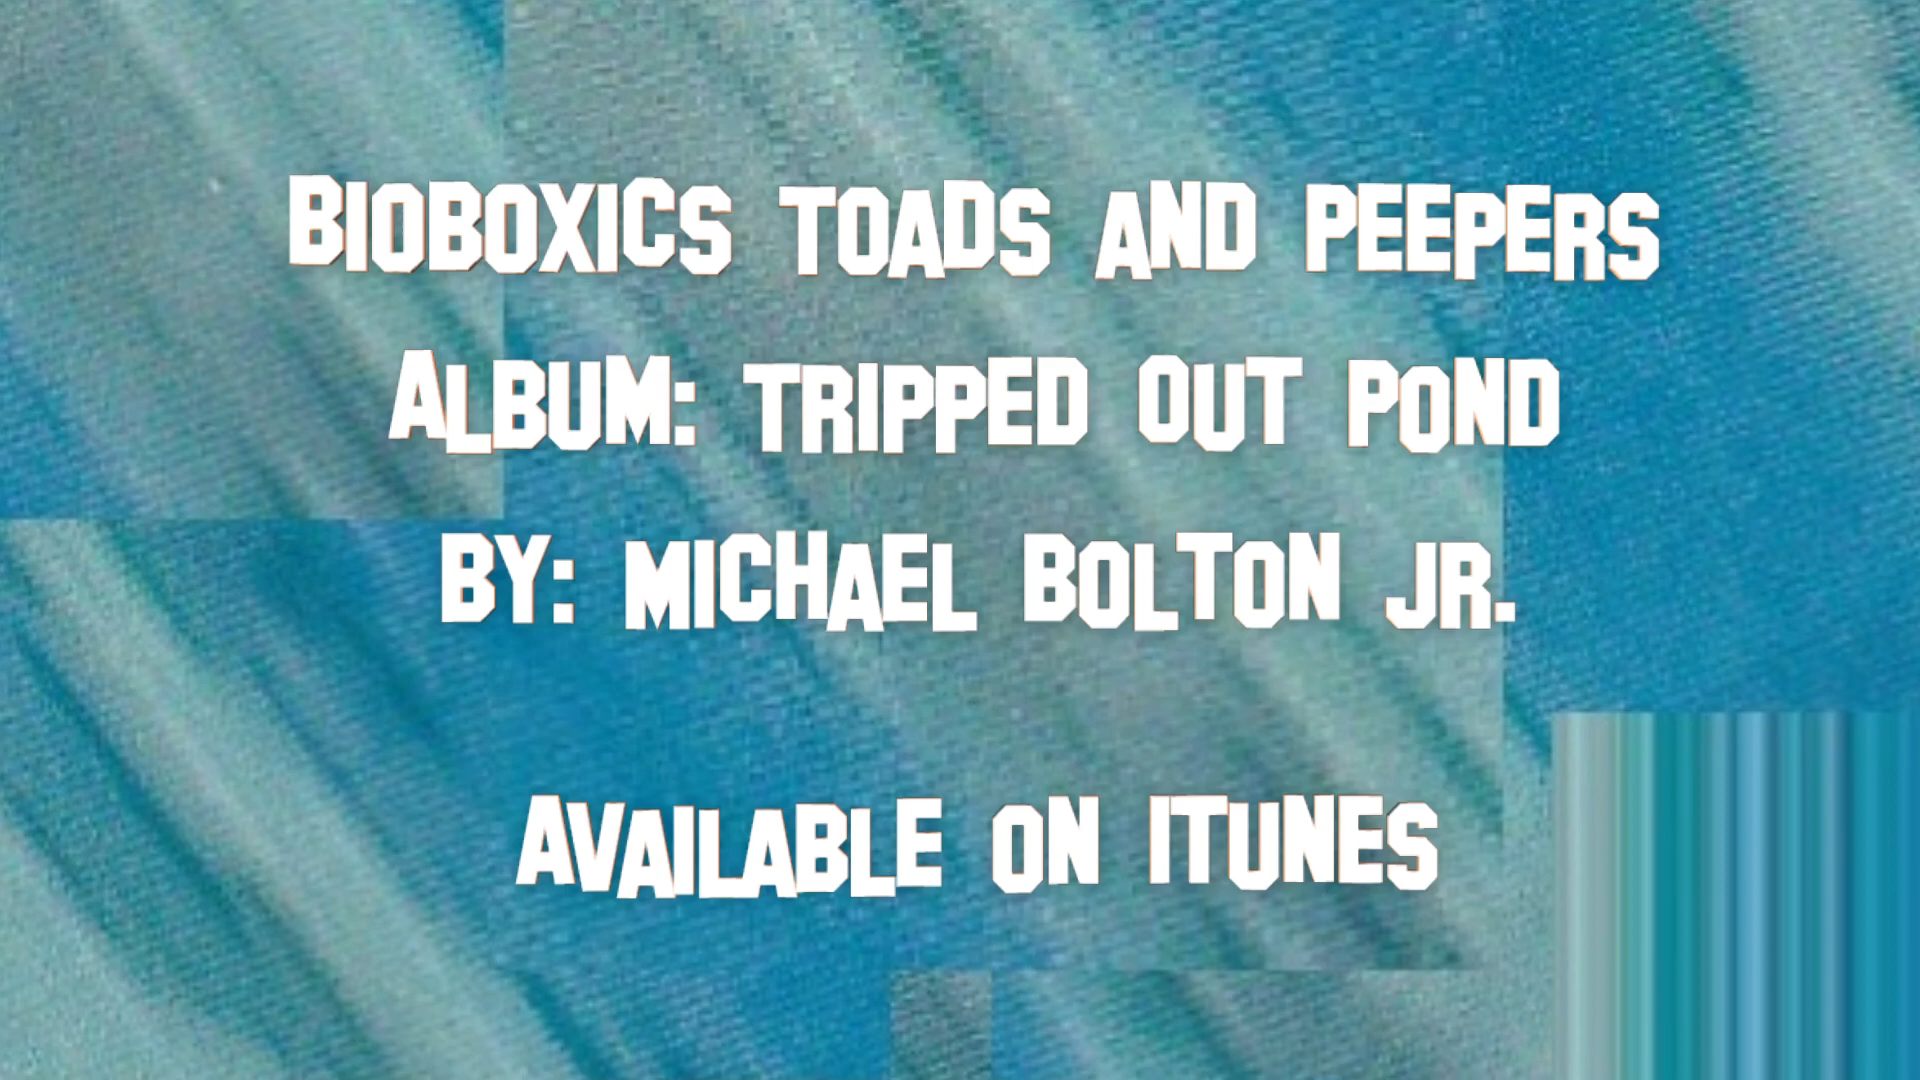 BIOBOXICS TOADS AND PEEPERS
ALBUM: TRIPPED OUT POND
BY: MICHAEL BOLTON JR.
AVAILABLE ON ITUNES